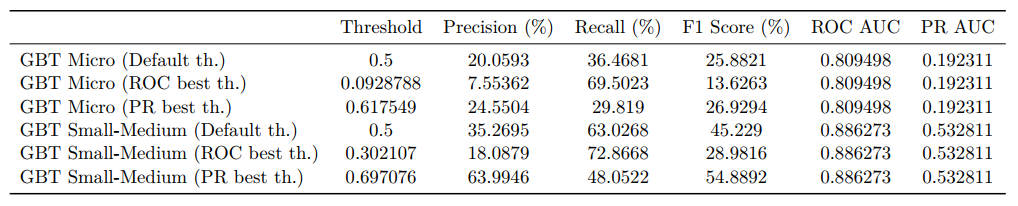 Threshold Precision (%) Recall (%) F1 Score (%) ROC AUC PR AUC
GBT Micro (Default th.) 0.5 20.0593 36.4681 25.8821 0.809498 0.192311
GBT Micro (ROC best th.) 0.0928788 7.55362 69.5023 13.6263 0.809498 0.192311
GBT Micro (PR best th.) 0.617549 24.5504 29.819 26.9294 0.809498 0.192311
GBT Small-Medium (Default th.) 0.5 35.2695 63.0268 45.229 0.886273 0.532811
GBT Small-Medium (ROC best th.) 0.302107 18.0879 72.8668 28.9816 0.886273 0.532811
GBT Small-Medium (PR best th.) 0.697076 63.9946 48.0522 54.8892 0.886273 0.532811